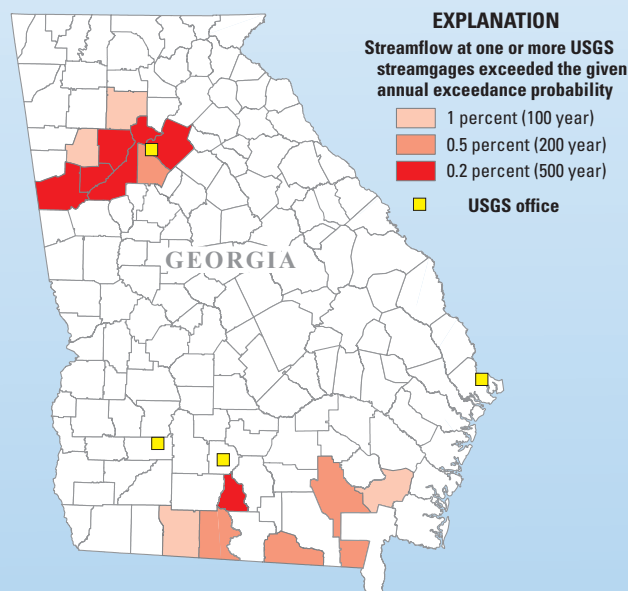 EXPLANATION
Streamflow at one or more USGS
streamgages exceeded the given
annual exceedance probability
1 percent (100 year)
0.5 percent (200 year)
0.2 percent (500 year)
USGS office
GEORGIA